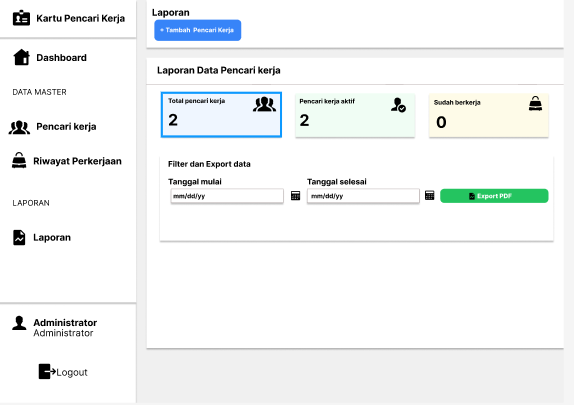 Kartu Pencari Kerja
Dashboard
DATA MASTER
Pencari kerja
Riwayat Perkerjaan
LAPORAN
Laporan
Administrator
Administrator
Logout
Laporan
+ Tambah Pencari Kerja
Laporan Data Pencari kerja
Total pencari kerja
2
Pencari kerja aktif
2
Sudah berkerja
0
Filter dan Export data
Tanggal mulai
mm/dd/yy
Tanggal selesai
mm/dd/yy
Export PDF